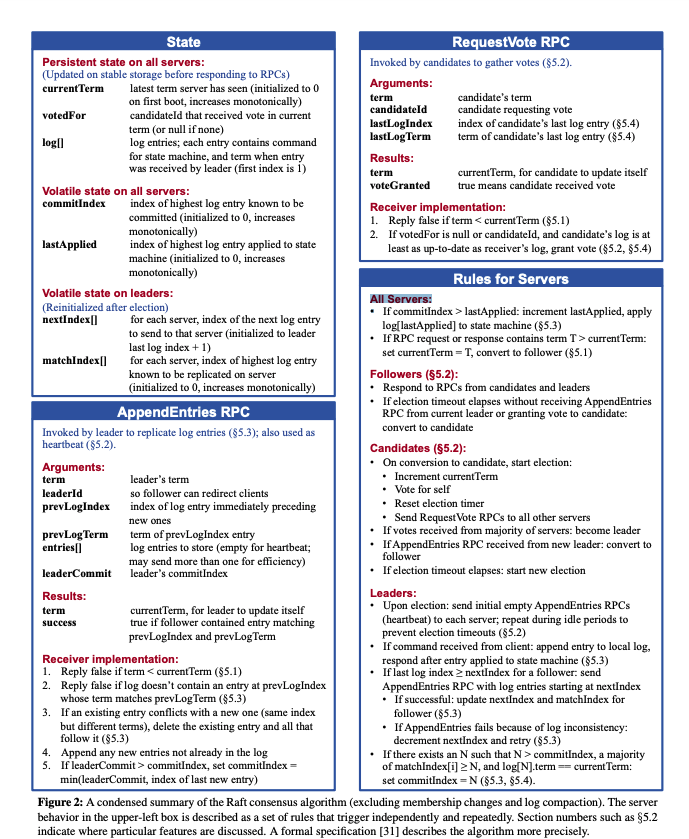 State
Persistent state on all servers:
(Updated on stable storage before responding to RPCs)
currentTerm latest term server has seen (initialized to 0
on first boot, increases monotonically)
votedFor candidateId that received vote in current
term (or null if none)
log[] log entries; each entry contains command
for state machine, and term when entry
was received by leader (first index is 1)
Volatile state on all servers:
commitIndex index of highest log entry known to be
committed (initialized to 0, increases
monotonically)
lastApplied index of highest log entry applied to state
machine (initialized to 0, increases
monotonically)
Volatile state on leaders:
(Reinitialized after election)
nextIndex[] for each server, index of the next log entry
to send to that server (initialized to leader
last log index + 1)
matchIndex[] for each server, index of highest log entry
known to be replicated on server
(initialized to 0, increases monotonically)
AppendEntries RPC
Invoked by leader to replicate log entries (§5.3); also used as
heartbeat (§5.2).
Arguments:
term leader's term
leaderId so follower can redirect clients
prevLogIndex index of log entry immediately preceding
new ones
prevLogTerm term of prevLogIndex entry
entries[] log entries to store (empty for heartbeat;
may send more than one for efficiency)
leaderCommit leader's commitIndex
Results:
term currentTerm, for leader to update itself
success true if follower contained entry matching
prevLogIndex and prevLogTerm
Receiver implementation:
1. Reply false if term < currentTerm (§5.1)
2. Reply false if log doesn't contain an entry at prevLogIndex
whose term matches prevLogTerm (§5.3)
3. If an existing entry conflicts with a new one (same index
but different terms), delete the existing entry and all that
follow it (§5.3)
4. Append any new entries not already in the log
5. If leaderCommit > commitIndex, set commitIndex =
min(leaderCommit, index of last new entry)
RequestVote RPC
Invoked by candidates to gather votes (§5.2).
Arguments:
term candidate's term
candidateId candidate requesting vote
lastLogIndex index of candidate's last log entry (§5.4)
lastLogTerm term of candidate's last log entry (§5.4)
Results:
term currentTerm, for candidate to update itself
voteGranted true means candidate received vote
Receiver implementation:
1. Reply false if term < currentTerm (§5.1)
2. If votedFor is null or candidateId, and candidate's log is at
least as up-to-date as receiver's log, grant vote (§5.2, §5.4)
Rules for Servers
All Servers:
• If commitIndex > lastApplied: increment lastApplied, apply
log[lastApplied] to state machine (§5.3)
• If RPC request or response contains term T > currentTerm:
set currentTerm = T, convert to follower (§5.1)
Followers (§5.2):
• Respond to RPCs from candidates and leaders
• If election timeout elapses without receiving AppendEntries
RPC from current leader or granting vote to candidate:
convert to candidate
Candidates (§5.2):
• On conversion to candidate, start election:
• Increment currentTerm
• Vote for self
• Reset election timer
• Send RequestVote RPCs to all other servers
• If votes received from majority of servers: become leader
• If AppendEntries RPC received from new leader: convert to
follower
• If election timeout elapses: start new election
Leaders:
• Upon election: send initial empty AppendEntries RPCs
(heartbeat) to each server; repeat during idle periods to
prevent election timeouts (§5.2)
• If command received from client: append entry to local log,
respond after entry applied to state machine (§5.3)
• If last log index ≥ nextIndex for a follower: send
AppendEntries RPC with log entries starting at nextIndex
• If successful: update nextIndex and matchIndex for
follower (§5.3)
• If AppendEntries fails because of log inconsistency:
decrement nextIndex and retry (§5.3)
• If there exists an N such that N > commitIndex, a majority
of matchIndex[i] ≥ N, and log[N].term == currentTerm:
set commitIndex = N (§5.3, §5.4).
Figure 2: A condensed summary of the Raft consensus algorithm (excluding membership changes and log compaction). The server
behavior in the upper-left box is described as a set of rules that trigger independently and repeatedly. Section numbers such as §5.2
indicate where particular features are discussed. A formal specification [31] describes the algorithm more precisely.